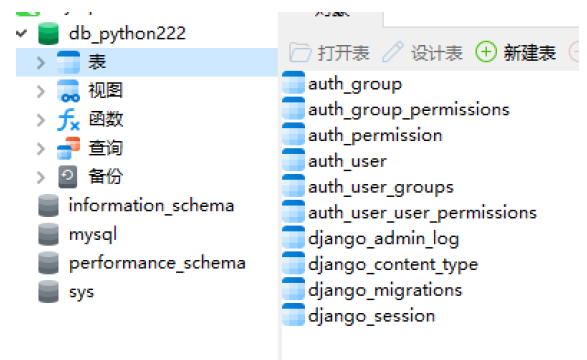 db_python222
表
视图
函数
查询
备份
information_schema
mysql
performance_schema
sys
打开表 设计表 新建表
auth_group
auth_group_permissions
auth_permission
auth_user
auth_user_groups
auth_user_user_permissions
django_admin_log
django_content_type
django_migrations
django_session